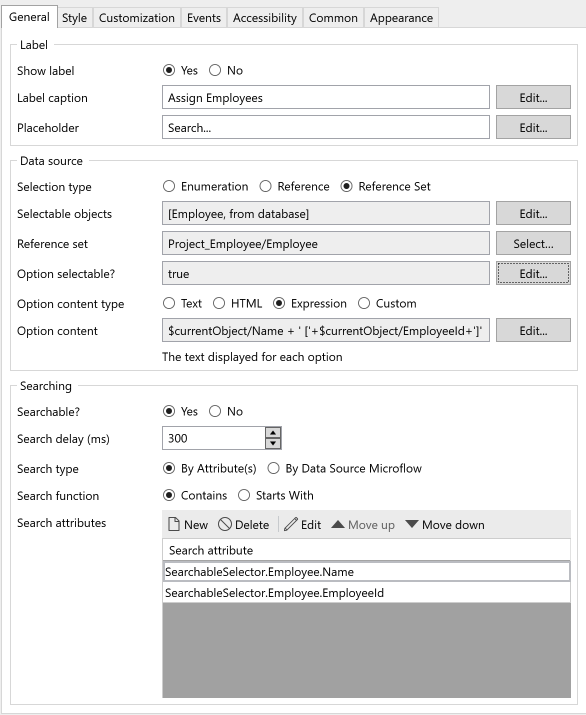 General Style Customization Events Accessibility Common Appearance
Label
Show label Yes No
Label caption Assign Employees Edit...
Placeholder Search... Edit...
Data source
Selection type Enumeration Reference Reference Set
Selectable objects [Employee, from database] Edit...
Reference set Project_Employee/Employee Select...
Option selectable? true Edit...
Option content type Text HTML Expression Custom
Option content $currentObject/Name + ' ['+$currentObject/EmployeeId+']' Edit...
The text displayed for each option
Searching
Searchable? Yes No
Search delay (ms) 300
Search type By Attribute(s) By Data Source Microflow
Search function Contains Starts With
Search attributes New Delete Edit Move up Move down
Search attribute
SearchableSelector.Employee.Name
SearchableSelector.Employee.EmployeeId